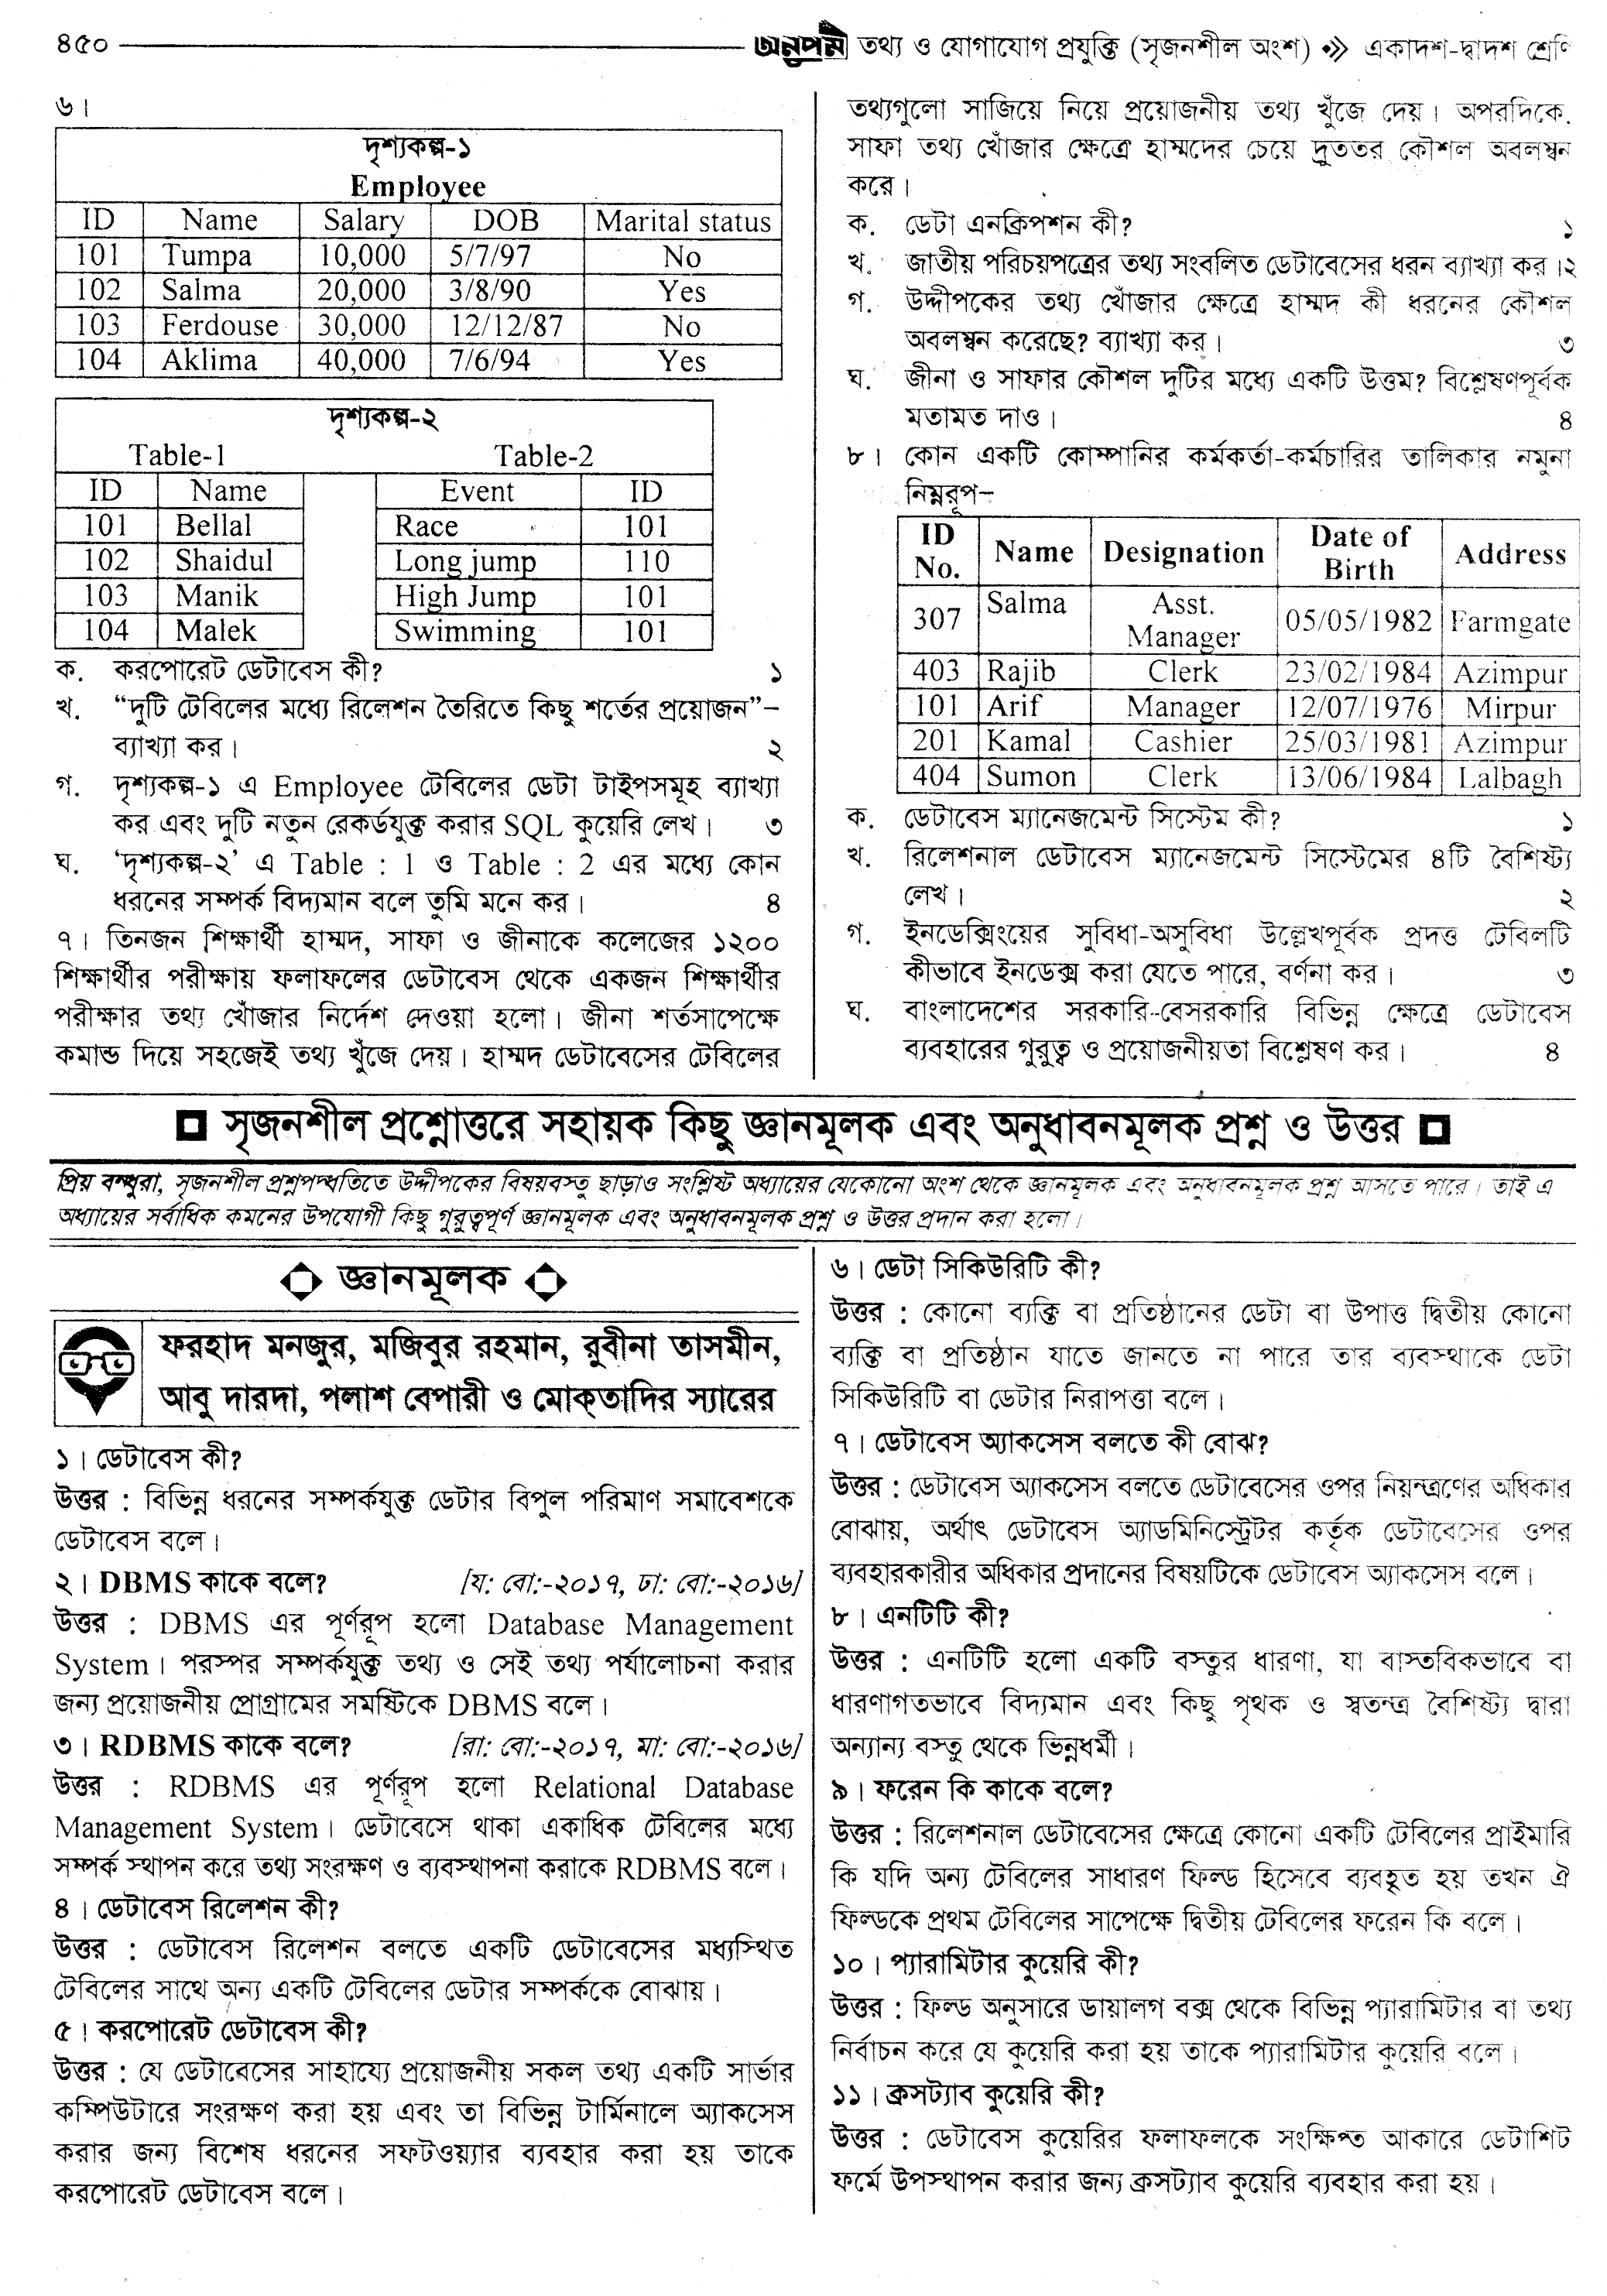 ৪৫০ অনুপম তথ্য ও যোগাযোগ প্রযুক্তি (সৃজনশীল অংশ) একাদশ-দ্বাদশ শ্রেণি
৬।
দৃশ্যকল্প-১
Employee
ID Name Salary DOB Marital status
101 Tumpa 10,000 5/7/97 No
102 Salma 20,000 3/8/90 Yes
103 Ferdouse 30,000 12/12/87 No
104 Aklima 40,000 7/6/94 Yes
দৃশ্যকল্প-২
Table-1 Table-2
ID Name Event ID
101 Bellal Race 101
102 Shaidul Long jump 110
103 Manik High Jump 101
104 Malek Swimming 101
ক. করপোরেট ডেটাবেস কী? ১
খ. “দুটি টেবিলের মধ্যে রিলেশন তৈরিতে কিছু শর্তের প্রয়োজন”–
ব্যাখ্যা কর। ২
গ. দৃশ্যকল্প-১ এ Employee টেবিলের ডেটা টাইপসমূহ ব্যাখ্যা
কর এবং দুটি নতুন রেকর্ডযুক্ত করার SQL কুয়েরি লেখ। ৩
ঘ. ‘দৃশ্যকল্প-২’ এ Table : 1 ও Table : 2 এর মধ্যে কোন
ধরনের সম্পর্ক বিদ্যমান বলে তুমি মনে কর। ৪
৭। তিনজন শিক্ষার্থী হাম্মদ, সাফা ও জীনাকে কলেজের ১২০০
শিক্ষার্থীর পরীক্ষায় ফলাফলের ডেটাবেস থেকে একজন শিক্ষার্থীর
পরীক্ষার তথ্য খোঁজার নির্দেশ দেওয়া হলো। জীনা শর্তসাপেক্ষে
কমান্ড দিয়ে সহজেই তথ্য খুঁজে দেয়। হাম্মদ ডেটাবেসের টেবিলের
তথ্যগুলো সাজিয়ে নিয়ে প্রয়োজনীয় তথ্য খুঁজে দেয়। অপরদিকে.
সাফা তথ্য খোঁজার ক্ষেত্রে হাম্মদের চেয়ে দ্রুততর কৌশল অবলম্বন
করে।
ক. ডেটা এনক্রিপশন কী? ১
খ. জাতীয় পরিচয়পত্রের তথ্য সংবলিত ডেটাবেসের ধরন ব্যাখ্যা কর।২
গ. উদ্দীপকের তথ্য খোঁজার ক্ষেত্রে হাম্মদ কী ধরনের কৌশল
অবলম্বন করেছে? ব্যাখ্যা কর। ৩
ঘ. জীনা ও সাফার কৌশল দুটির মধ্যে একটি উত্তম? বিশ্লেষণপূর্বক
মতামত দাও। ৪
৮। কোন একটি কোম্পানির কর্মকর্তা-কর্মচারির তালিকার নমুনা
নিম্নরূপ–
ID No. Name Designation Date of Birth Address
307 Salma Asst. Manager 05/05/1982 Farmgate
403 Rajib Clerk 23/02/1984 Azimpur
101 Arif Manager 12/07/1976 Mirpur
201 Kamal Cashier 25/03/1981 Azimpur
404 Sumon Clerk 13/06/1984 Lalbagh
ক. ডেটাবেস ম্যানেজমেন্ট সিস্টেম কী? ১
খ. রিলেশনাল ডেটাবেস ম্যানেজমেন্ট সিস্টেমের ৪টি বৈশিষ্ট্য
লেখ। ২
গ. ইনডেক্সিংয়ের সুবিধা-অসুবিধা উল্লেখপূর্বক প্রদত্ত টেবিলটি
কীভাবে ইনডেক্স করা যেতে পারে, বর্ণনা কর। ৩
ঘ. বাংলাদেশের সরকারি-বেসরকারি বিভিন্ন ক্ষেত্রে ডেটাবেস
ব্যবহারের গুরুত্ব ও প্রয়োজনীয়তা বিশ্লেষণ কর। ৪
সৃজনশীল প্রশ্নোত্তরে সহায়ক কিছু জ্ঞানমূলক এবং অনুধাবনমূলক প্রশ্ন ও উত্তর
প্রিয় বন্ধুরা, সৃজনশীল প্রশ্নপদ্ধতিতে উদ্দীপকের বিষয়বস্তু ছাড়াও সংশ্লিষ্ট অধ্যায়ের যেকোনো অংশ থেকে জ্ঞানমূলক এবং অনুধাবনমূলক প্রশ্ন আসতে পারে। তাই এ
অধ্যায়ের সর্বাধিক কমনের উপযোগী কিছু গুরুত্বপূর্ণ জ্ঞানমূলক এবং অনুধাবনমূলক প্রশ্ন ও উত্তর প্রদান করা হলো।
জ্ঞানমূলক
ফরহাদ মনজুর, মজিবুর রহমান, রুবীনা তাসমীন,
আবু দারদা, পলাশ বেপারী ও মোক্তাদির স্যারের
১। ডেটাবেস কী?
উত্তর : বিভিন্ন ধরনের সম্পর্কযুক্ত ডেটার বিপুল পরিমাণ সমাবেশকে
ডেটাবেস বলে।
২। DBMS কাকে বলে? [য: বো:-২০১৭, ঢা: বো:-২০১৬]
উত্তর : DBMS এর পূর্ণরূপ হলো Database Management
System। পরস্পর সম্পর্কযুক্ত তথ্য ও সেই তথ্য পর্যালোচনা করার
জন্য প্রয়োজনীয় প্রোগ্রামের সমষ্টিকে DBMS বলে।
৩। RDBMS কাকে বলে? [রা: বো:-২০১৭, মা: বো:-২০১৬]
উত্তর : RDBMS এর পূর্ণরূপ হলো Relational Database
Management System। ডেটাবেসে থাকা একাধিক টেবিলের মধ্যে
সম্পর্ক স্থাপন করে তথ্য সংরক্ষণ ও ব্যবস্থাপনা করাকে RDBMS বলে।
৪। ডেটাবেস রিলেশন কী?
উত্তর : ডেটাবেস রিলেশন বলতে একটি ডেটাবেসের মধ্যস্থিত
টেবিলের সাথে অন্য একটি টেবিলের ডেটার সম্পর্ককে বোঝায়।
৫। করপোরেট ডেটাবেস কী?
উত্তর : যে ডেটাবেসের সাহায্যে প্রয়োজনীয় সকল তথ্য একটি সার্ভার
কম্পিউটারে সংরক্ষণ করা হয় এবং তা বিভিন্ন টার্মিনালে অ্যাকসেস
করার জন্য বিশেষ ধরনের সফটওয়্যার ব্যবহার করা হয় তাকে
করপোরেট ডেটাবেস বলে।
৬। ডেটা সিকিউরিটি কী?
উত্তর : কোনো ব্যক্তি বা প্রতিষ্ঠানের ডেটা বা উপাত্ত দ্বিতীয় কোনো
ব্যক্তি বা প্রতিষ্ঠান যাতে জানতে না পারে তার ব্যবস্থাকে ডেটা
সিকিউরিটি বা ডেটার নিরাপত্তা বলে।
৭। ডেটাবেস অ্যাকসেস বলতে কী বোঝ?
উত্তর : ডেটাবেস অ্যাকসেস বলতে ডেটাবেসের ওপর নিয়ন্ত্রণের অধিকার
বোঝায়, অর্থাৎ ডেটাবেস অ্যাডমিনিস্ট্রেটর কর্তৃক ডেটাবেসের ওপর
ব্যবহারকারীর অধিকার প্রদানের বিষয়টিকে ডেটাবেস অ্যাকসেস বলে।
৮। এনটিটি কী?
উত্তর : এনটিটি হলো একটি বস্তুর ধারণা, যা বাস্তবিকভাবে বা
ধারণাগতভাবে বিদ্যমান এবং কিছু পৃথক ও স্বতন্ত্র বৈশিষ্ট্য দ্বারা
অন্যান্য বস্তু থেকে ভিন্নধর্মী।
৯। ফরেন কি কাকে বলে?
উত্তর : রিলেশনাল ডেটাবেসের ক্ষেত্রে কোনো একটি টেবিলের প্রাইমারি
কি যদি অন্য টেবিলের সাধারণ ফিল্ড হিসেবে ব্যবহৃত হয় তখন ঐ
ফিল্ডকে প্রথম টেবিলের সাপেক্ষে দ্বিতীয় টেবিলের ফরেন কি বলে।
১০। প্যারামিটার কুয়েরি কী?
উত্তর : ফিল্ড অনুসারে ডায়ালগ বক্স থেকে বিভিন্ন প্যারামিটার বা তথ্য
নির্বাচন করে যে কুয়েরি করা হয় তাকে প্যারামিটার কুয়েরি বলে।
১১। ক্রসট্যাব কুয়েরি কী?
উত্তর : ডেটাবেস কুয়েরির ফলাফলকে সংক্ষিপ্ত আকারে ডেটাশিট
ফর্মে উপস্থাপন করার জন্য ক্রসট্যাব কুয়েরি ব্যবহার করা হয়।